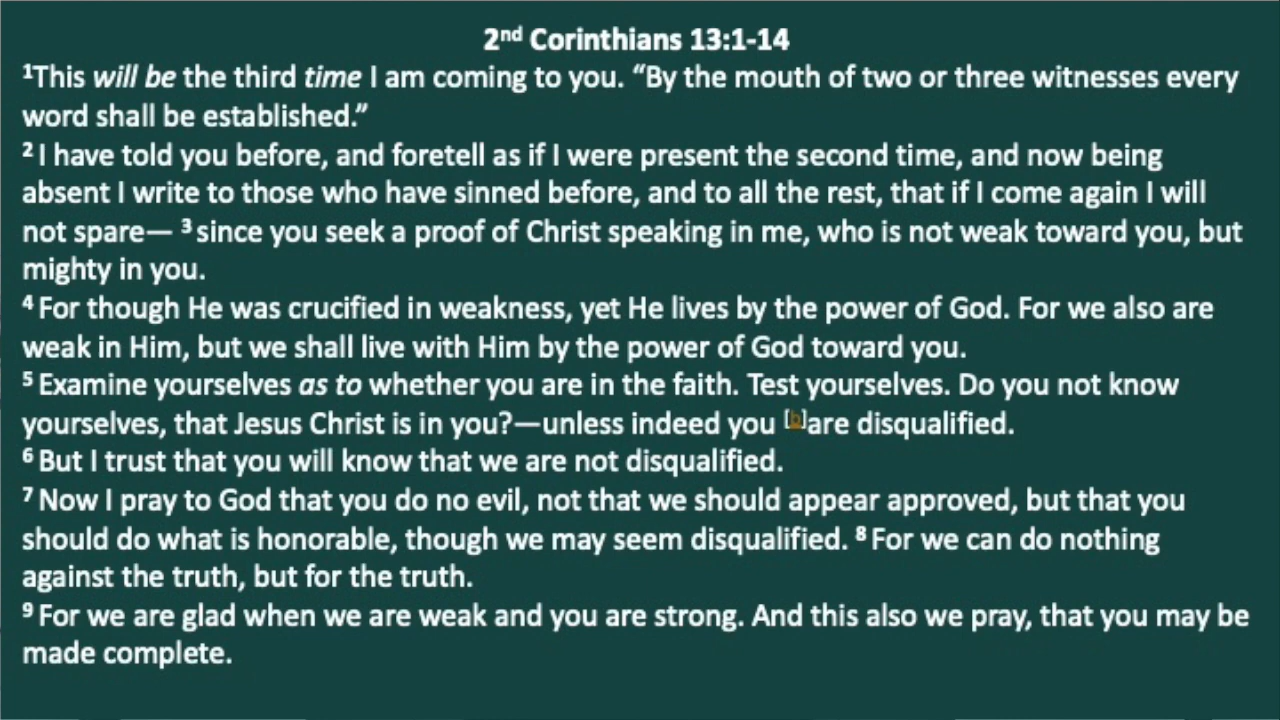 2nd Corinthians 13:1-14
1This will be the third time I am coming to you. “By the mouth of two or three witnesses every
word shall be established.”
2 I have told you before, and foretell as if I were present the second time, and now being
absent I write to those who have sinned before, and to all the rest, that if I come again I will
not spare— 3 since you seek a proof of Christ speaking in me, who is not weak toward you, but
mighty in you.
4 For though He was crucified in weakness, yet He lives by the power of God. For we also are
weak in Him, but we shall live with Him by the power of God toward you.
5 Examine yourselves as to whether you are in the faith. Test yourselves. Do you not know
yourselves, that Jesus Christ is in you?—unless indeed you [b]are disqualified.
6 But I trust that you will know that we are not disqualified.
7 Now I pray to God that you do no evil, not that we should appear approved, but that you
should do what is honorable, though we may seem disqualified. 8 For we can do nothing
against the truth, but for the truth.
9 For we are glad when we are weak and you are strong. And this also we pray, that you may be
made complete.